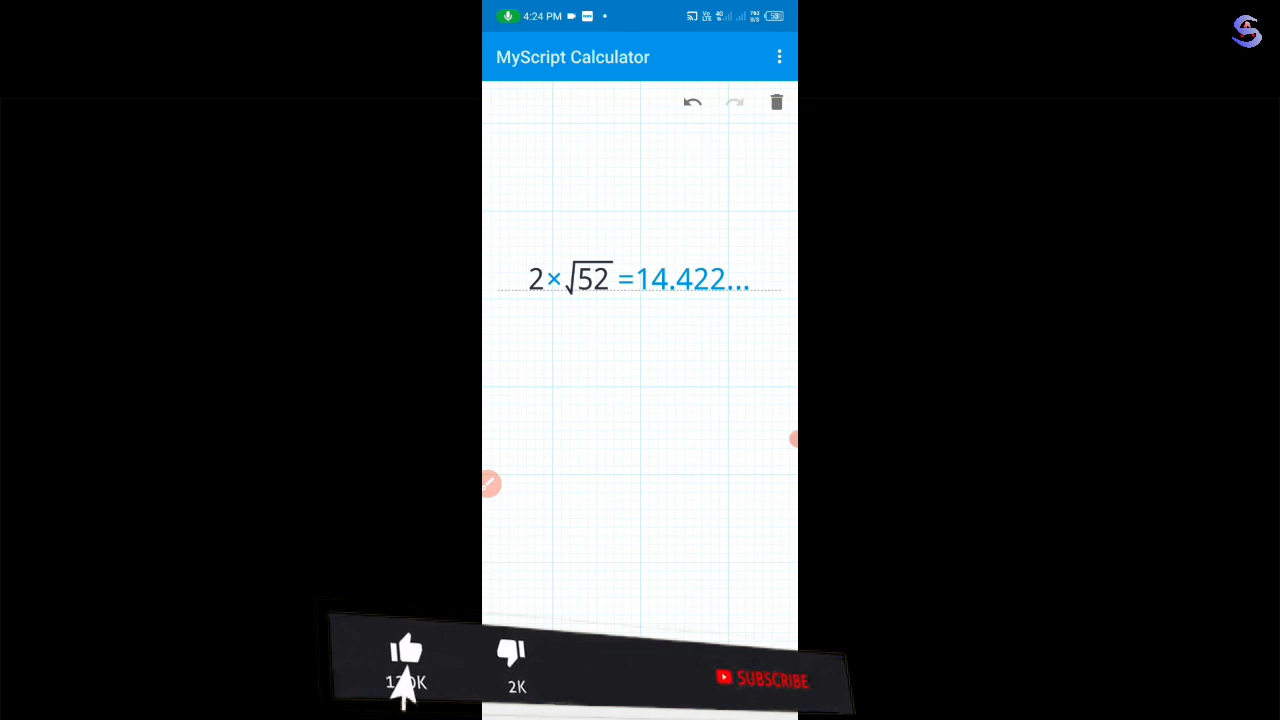 4:24 PM
MyScript Calculator
2×√52 =14.422...
2K
SUBSCRIBE